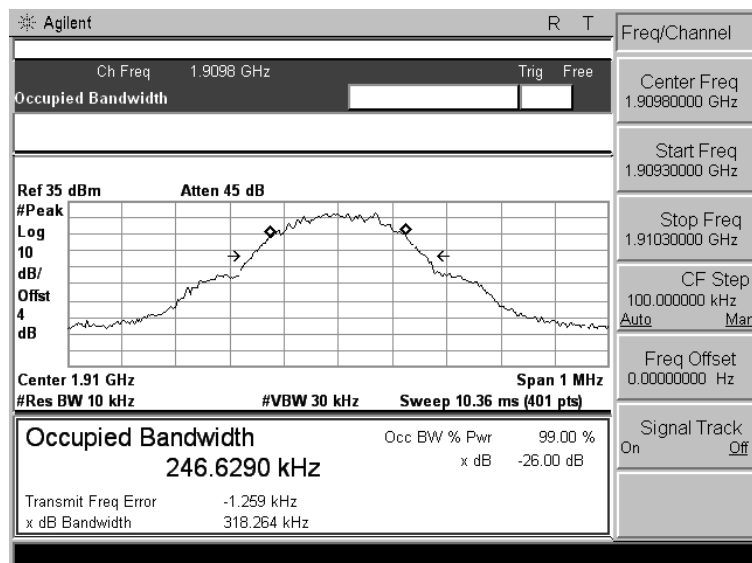 Agilent R T
Freq/Channel
Ch Freq 1.9098 GHz Trig Free
Occupied Bandwidth
Center Freq
1.90980000 GHz
Start Freq
1.90930000 GHz
Stop Freq
1.91030000 GHz
CF Step
100.000000 kHz
Auto Man
Freq Offset
0.00000000 Hz
Signal Track
On Off
Ref 35 dBm Atten 45 dB
#Peak
Log
10
dB/
Offst
4
dB
Center 1.91 GHz Span 1 MHz
#Res BW 10 kHz #VBW 30 kHz Sweep 10.36 ms (401 pts)
Occupied Bandwidth Occ BW % Pwr 99.00 %
246.6290 kHz x dB -26.00 dB
Transmit Freq Error -1.259 kHz
x dB Bandwidth 318.264 kHz